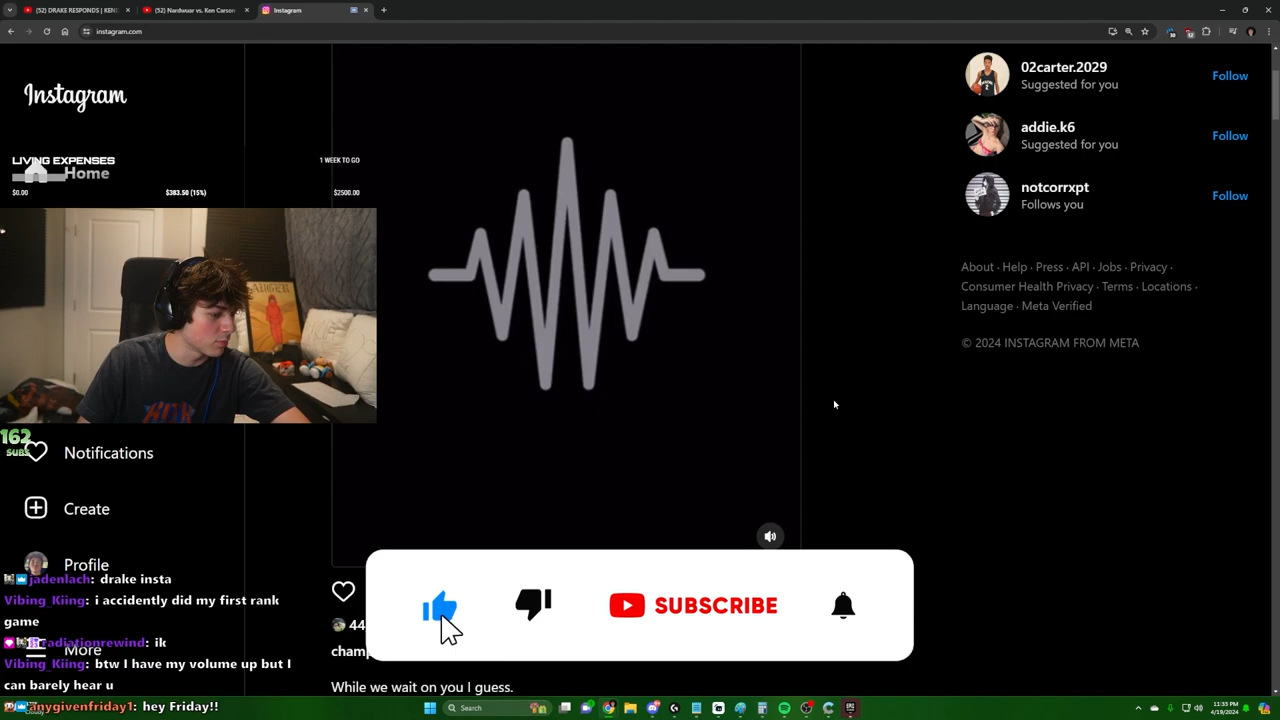 (52) DRAKE RESPONDS | KEN
(52) Nardwuar vs. Ken Carson
Instagram
instagram.com
Instagram
LIVING EXPENSES
1 WEEK TO GO
Home
$0.00
$383.50 (15%)
$2500.00
02carter.2029
Suggested for you
Follow
addie.k6
Suggested for you
Follow
notcorrxpt
Follows you
Follow
About · Help · Press · API · Jobs · Privacy ·
Consumer Health Privacy · Terms · Locations ·
Language · Meta Verified
© 2024 INSTAGRAM FROM META
162
SUBS
Notifications
Create
Profile
jadenlach: drake insta
Vibing_Kiing: i accidently did my first rank
game
radiationrewind: ik
More
Vibing_Kiing: btw I have my volume up but I
can barely hear u
anygivenfriday1: hey Friday!!
SUBSCRIBE
44
champ
While we wait on you I guess.
Search
11:35 PM
4/19/2024